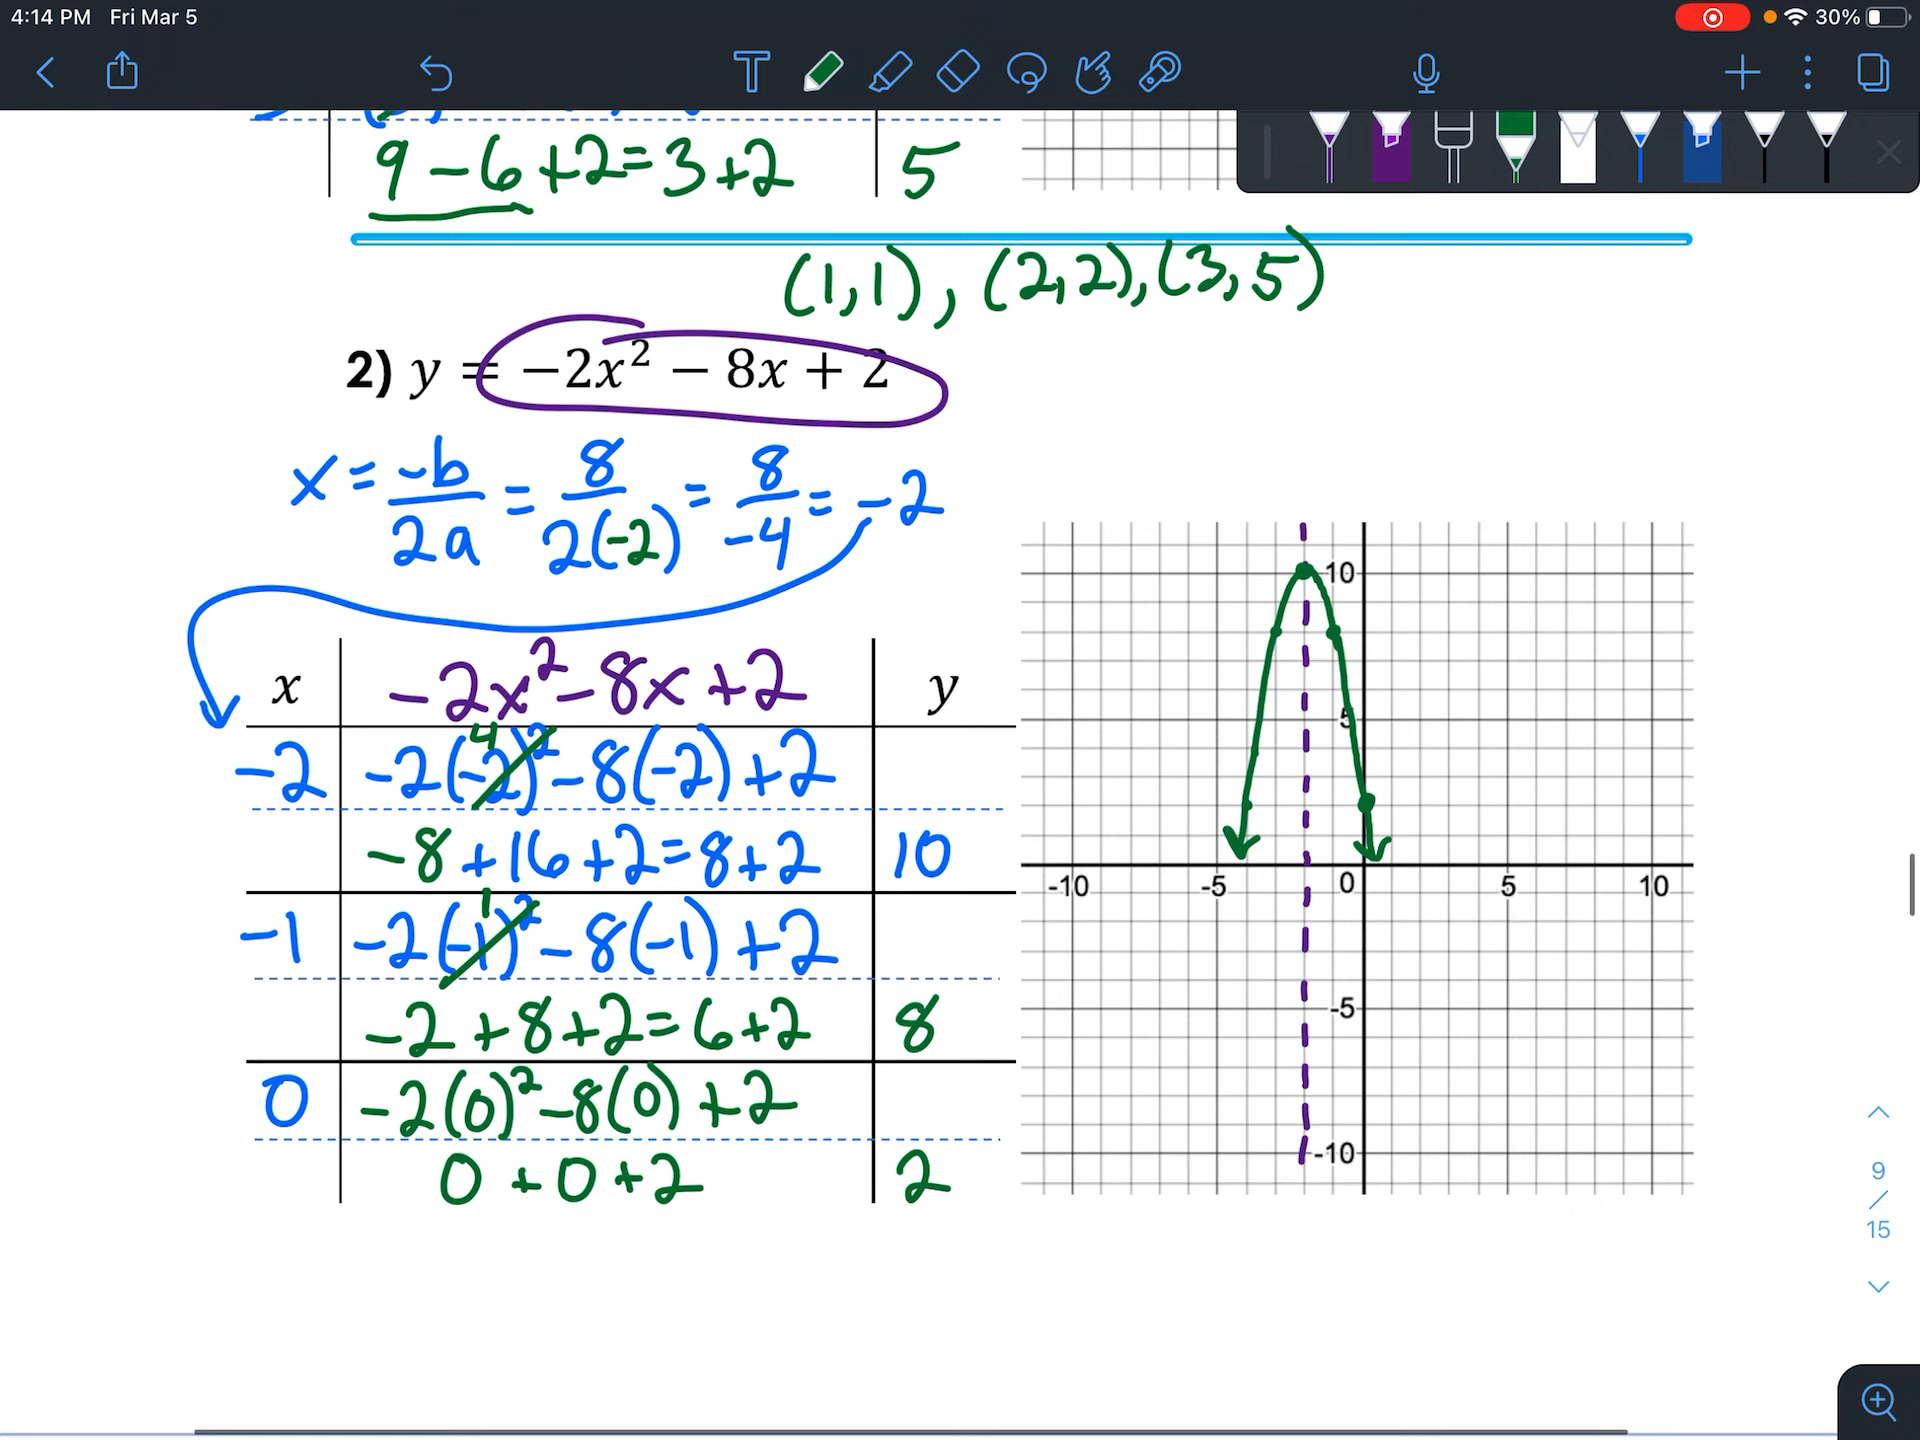 4:14 PM Fri Mar 5
30%
T
9 - 6 + 2 = 3 + 2 5
(1,1), (2,2), (3,5)
2) y = −2x² − 8x + 2
x = -b/2a = 8/2(-2) = 8/-4 = -2
x -2x² - 8x + 2 y
4
-2 -2(-2)² - 8(-2) + 2
-8 + 16 + 2 = 8 + 2 10
1
-1 -2(-1)² - 8(-1) + 2
-2 + 8 + 2 = 6 + 2 8
0 -2(0)² - 8(0) + 2
0 + 0 + 2 2
10
5
-10 -5 0 5 10
-5
-10
9
/
15